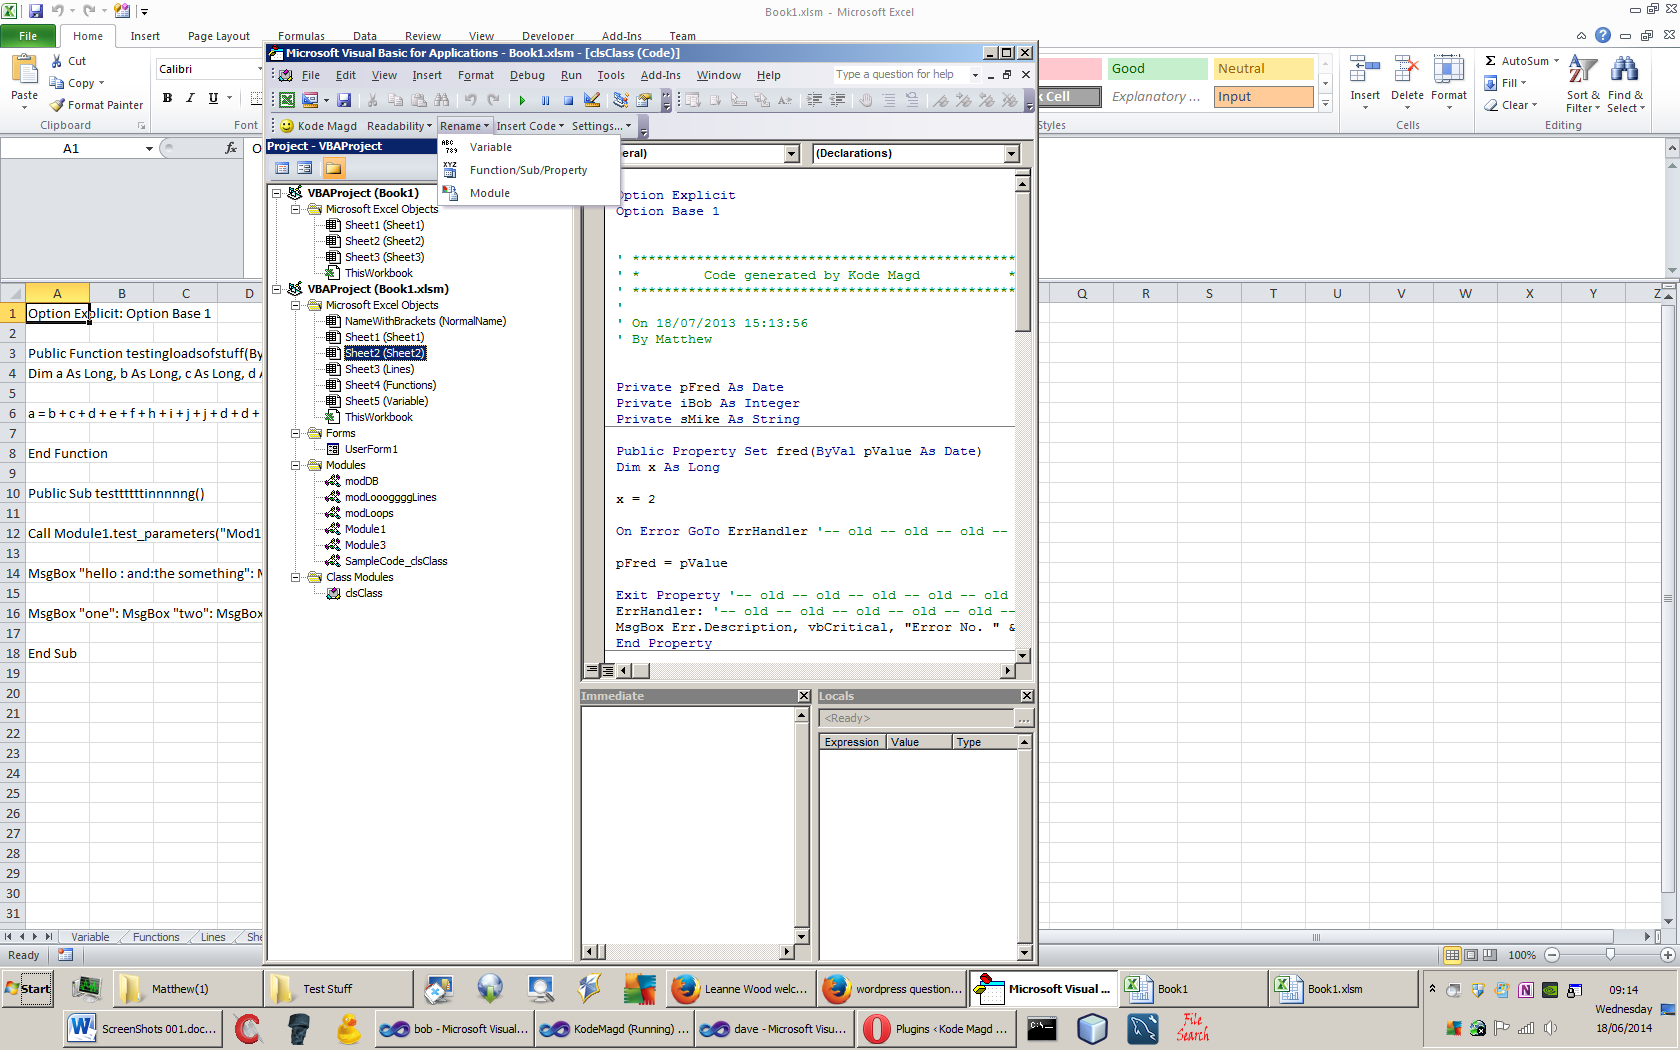 Book1.xlsm - Microsoft Excel
File Home Insert Page Layout Formulas Data Review View Developer Add-Ins Team
Paste
Cut
Copy
Format Painter
Clipboard
Calibri
B I U
Font
Good Neutral
Explanatory ... Input
Styles
Insert Delete Format
Cells
AutoSum
Fill
Clear
Sort & Filter
Find & Select
Editing
A1
fx
Microsoft Visual Basic for Applications - Book1.xlsm - [clsClass (Code)]
File Edit View Insert Format Debug Run Tools Add-Ins Window Help
Type a question for help
Kode Magd Readability Rename Insert Code Settings...
Variable
Function/Sub/Property
Module
Project - VBAProject
VBAProject (Book1)
Microsoft Excel Objects
Sheet1 (Sheet1)
Sheet2 (Sheet2)
Sheet3 (Sheet3)
ThisWorkbook
VBAProject (Book1.xlsm)
Microsoft Excel Objects
NameWithBrackets (NormalName)
Sheet1 (Sheet1)
Sheet2 (Sheet2)
Sheet3 (Lines)
Sheet4 (Functions)
Sheet5 (Variable)
ThisWorkbook
Forms
UserForm1
Modules
modDB
modLoooggggLines
modLoops
Module1
Module3
SampleCode_clsClass
Class Modules
clsClass
eral)
(Declarations)
Option Explicit
Option Base 1
' ************************************************
' * Code generated by Kode Magd *
' ************************************************
'
' On 18/07/2013 15:13:56
' By Matthew
Private pFred As Date
Private iBob As Integer
Private sMike As String
Public Property Set fred(ByVal pValue As Date)
Dim x As Long
x = 2
On Error GoTo ErrHandler '-- old -- old -- old --
pFred = pValue
Exit Property '-- old -- old -- old -- old -- old
ErrHandler: '-- old -- old -- old -- old -- old --
MsgBox Err.Description, vbCritical, "Error No. " &
End Property
Immediate
Locals
<Ready>
...
Expression Value Type
A B C D Q R S T U V W X Y Z
1 Option Explicit: Option Base 1
2
3 Public Function testingloadsofstuff(By
4 Dim a As Long, b As Long, c As Long, d A
5
6 a = b + c + d + e + f + h + i + j + j + d + d +
7
8 End Function
9
10 Public Sub testtttttinnnnng()
11
12 Call Module1.test_parameters("Mod1
13
14 MsgBox "hello : and:the something": M
15
16 MsgBox "one": MsgBox "two": MsgBox
17
18 End Sub
19
20
21
22
23
24
25
26
27
28
29
30
31
Variable Functions Lines She
Ready
100%
Start
Matthew(1)
Test Stuff
Leanne Wood welc...
wordpress question...
Microsoft Visual ...
Book1
Book1.xlsm
09:14
Wednesday
18/06/2014
ScreenShots 001.doc...
bob - Microsoft Visual...
KodeMagd (Running) ...
dave - Microsoft Visu...
Plugins ‹ Kode Magd ...
File Search